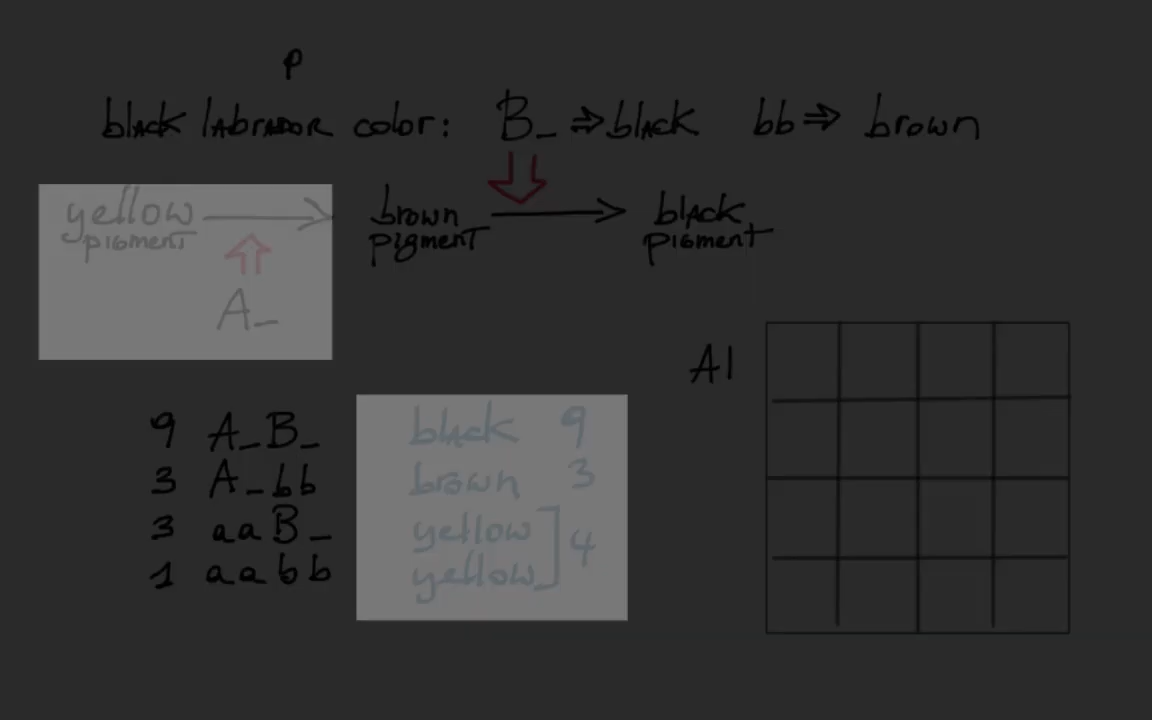 P
black labrador color: B_ ⇒ black bb ⇒ brown
yellow pigment → brown pigment → black pigment
A_
A1
9 A_B_ black 9
3 A_bb brown 3
3 aaB_ yellow
4
1 aabb yellow